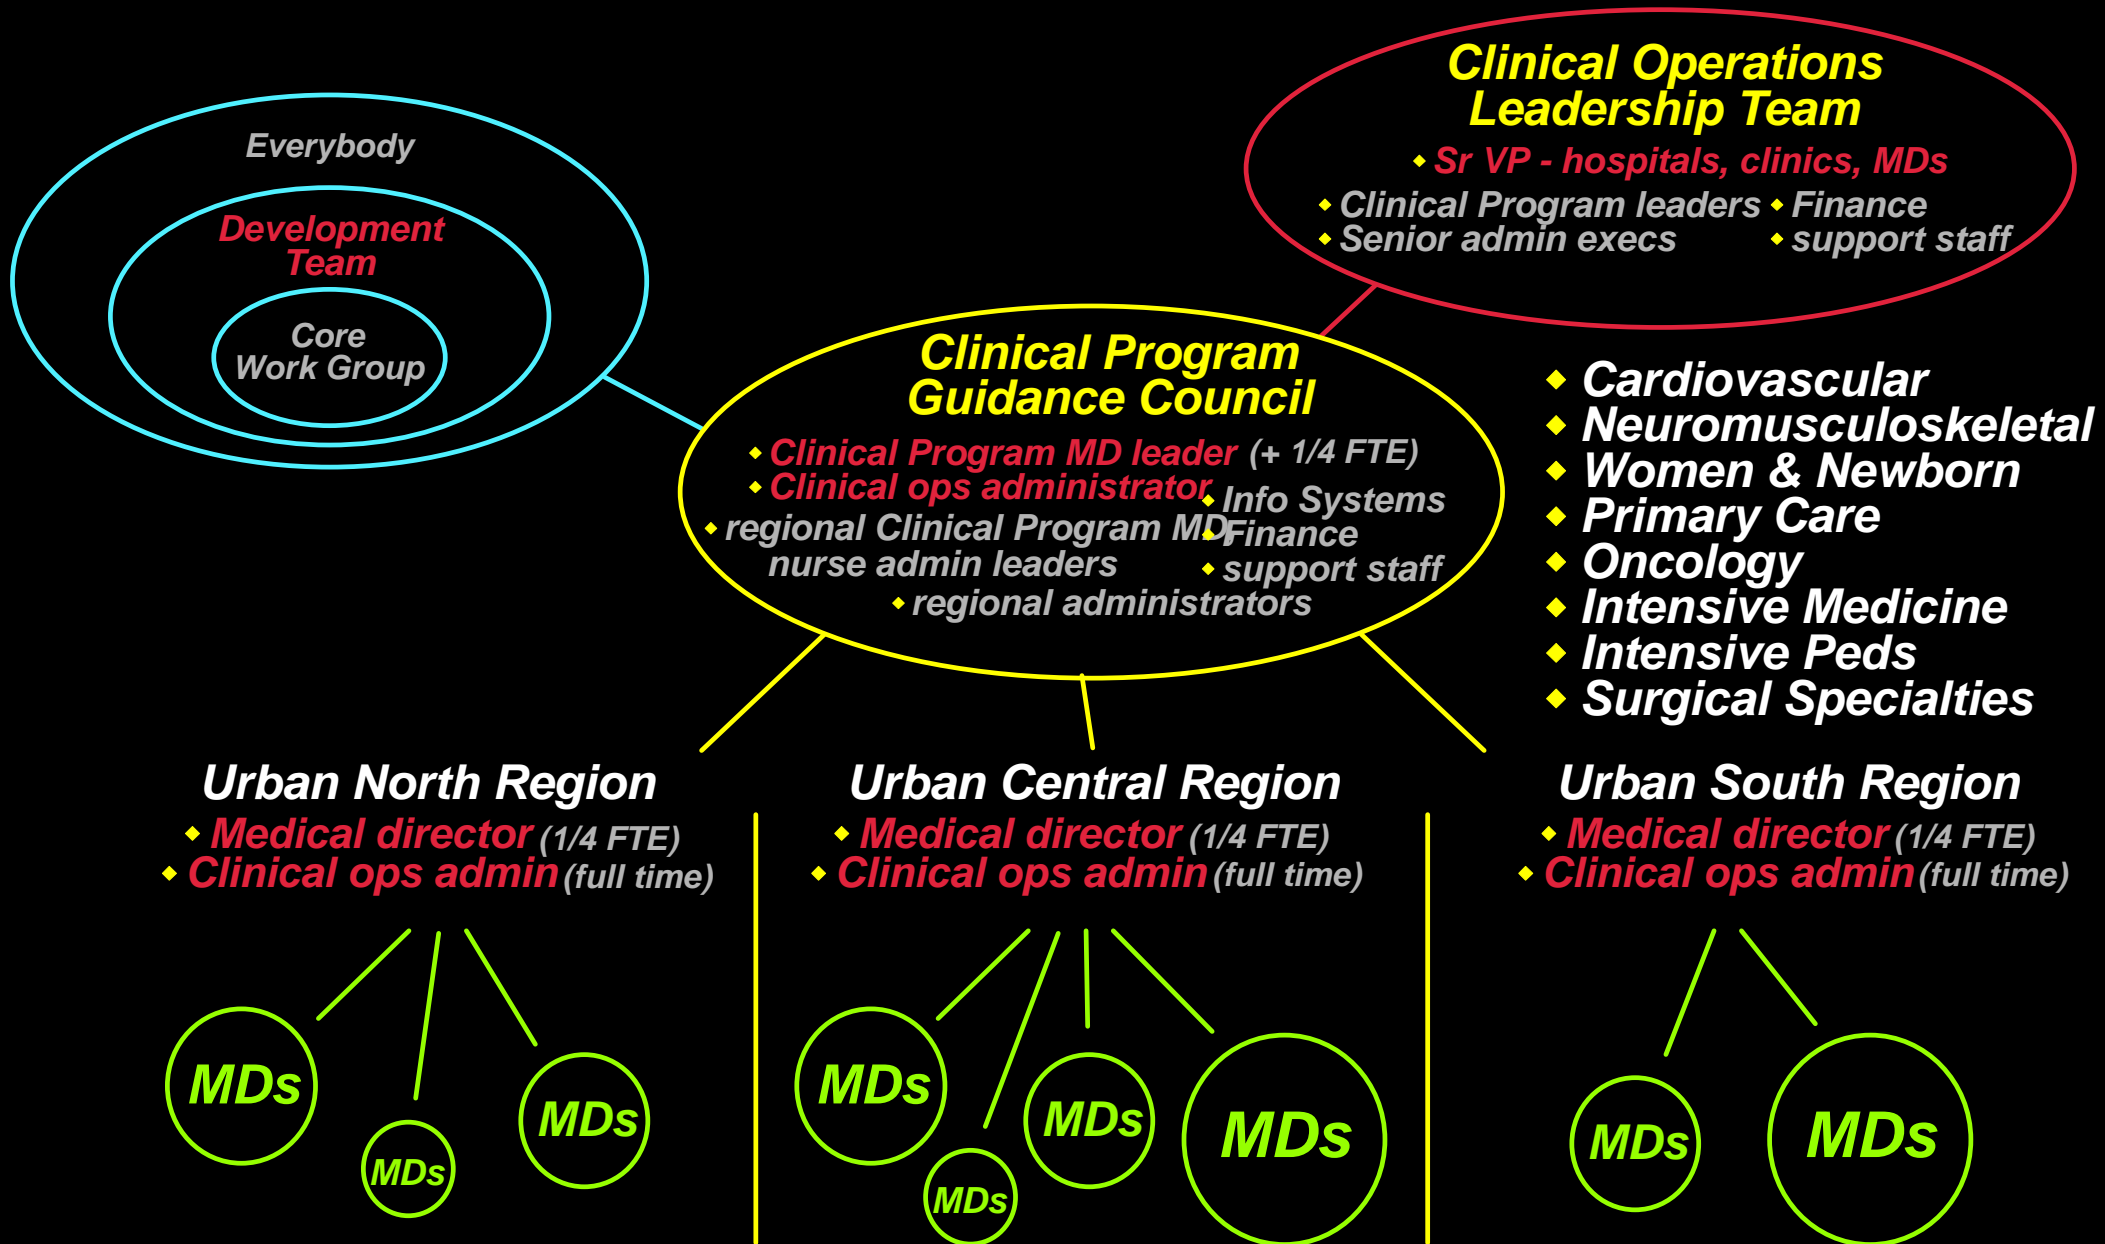 Clinical Operations
Leadership Team
Sr VP - hospitals, clinics, MDs
Clinical Program leaders
Senior admin execs
Finance
support staff
Everybody
Development
Team
Core
Work Group
Clinical Program
Guidance Council
Clinical Program MD leader (+ 1/4 FTE)
Clinical ops administrator
regional Clinical Program MD,
nurse admin leaders
Info Systems
Finance
support staff
regional administrators
Cardiovascular
Neuromusculoskeletal
Women & Newborn
Primary Care
Oncology
Intensive Medicine
Intensive Peds
Surgical Specialties
Urban North Region
Medical director (1/4 FTE)
Clinical ops admin (full time)
MDs
MDs
MDs
Urban Central Region
Medical director (1/4 FTE)
Clinical ops admin (full time)
MDs
MDs
MDs
MDs
Urban South Region
Medical director (1/4 FTE)
Clinical ops admin (full time)
MDs
MDs